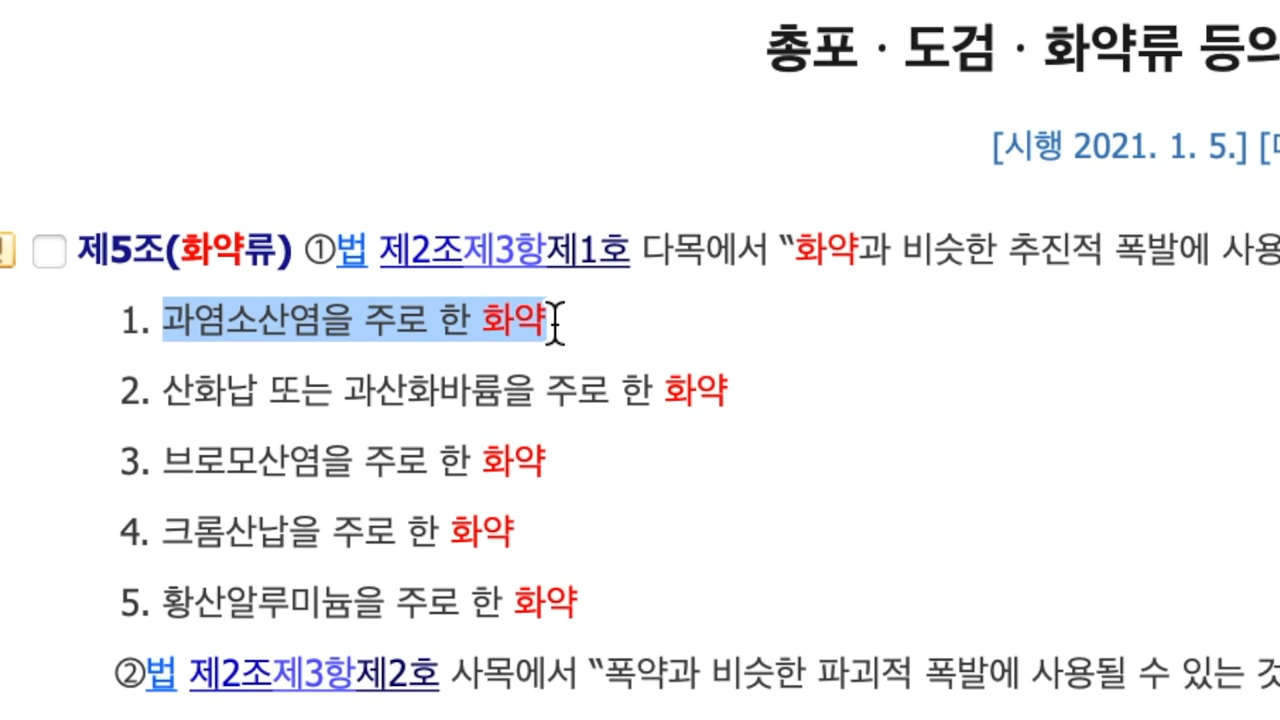 총포 · 도검 · 화약류 등의
[시행 2021. 1. 5.] [
제5조(화약류) ①법 제2조제3항제1호 다목에서 “화약과 비슷한 추진적 폭발에 사용
1. 과염소산염을 주로 한 화약
2. 산화납 또는 과산화바륨을 주로 한 화약
3. 브로모산염을 주로 한 화약
4. 크롬산납을 주로 한 화약
5. 황산알루미늄을 주로 한 화약
②법 제2조제3항제2호 사목에서 “폭약과 비슷한 파괴적 폭발에 사용될 수 있는 것